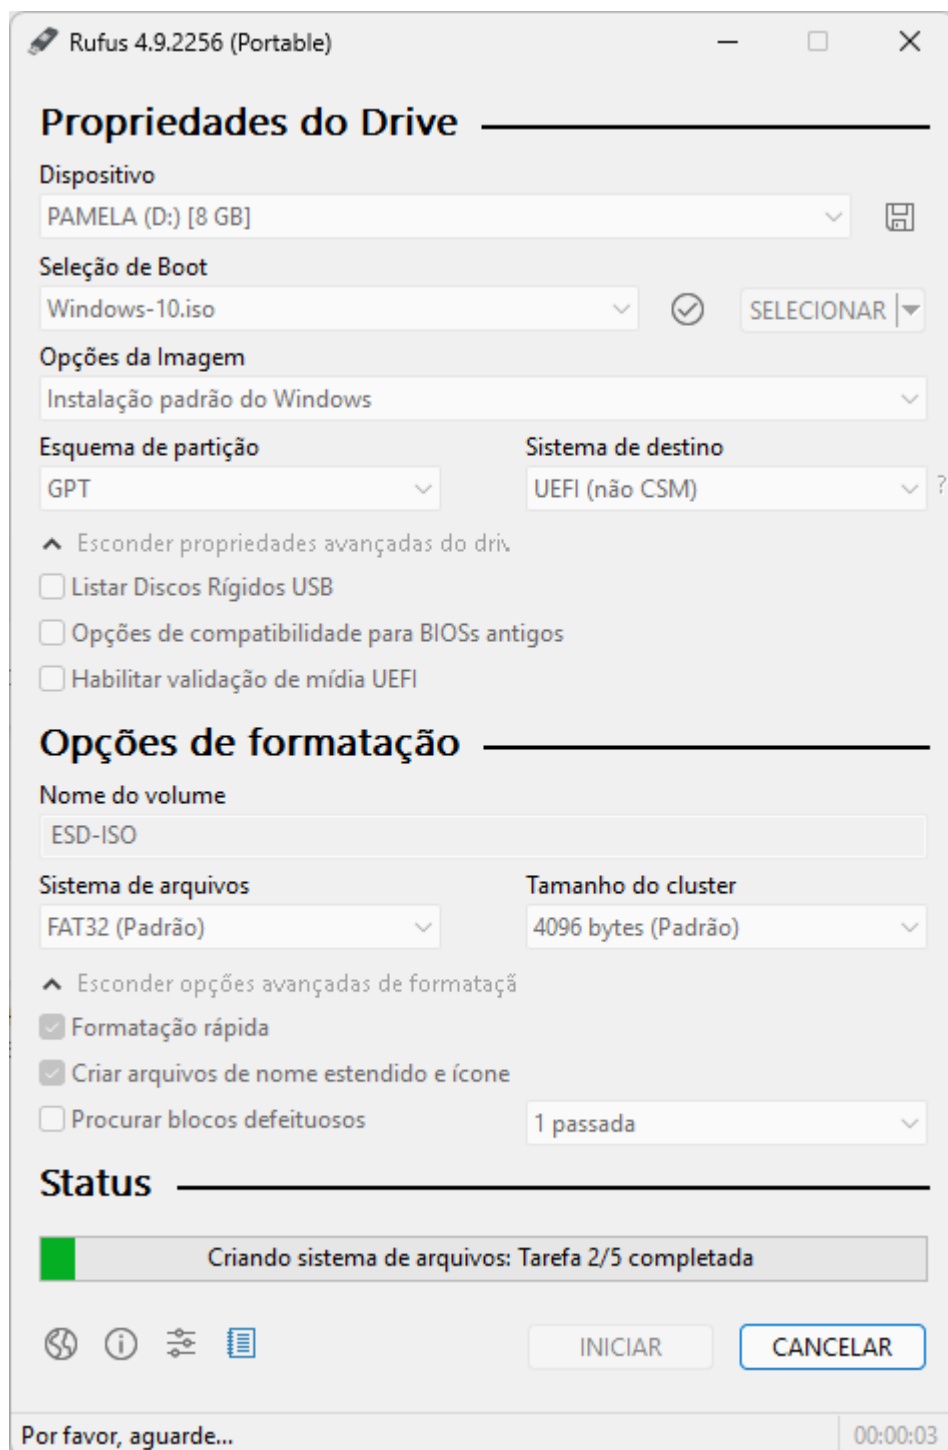 Rufus 4.9.2256 (Portable)
Propriedades do Drive
Dispositivo
PAMELA (D:) [8 GB]
Seleção de Boot
Windows-10.iso
SELECIONAR
Opções da Imagem
Instalação padrão do Windows
Esquema de partição
Sistema de destino
GPT
UEFI (não CSM)
?
Esconder propriedades avançadas do driv
Listar Discos Rígidos USB
Opções de compatibilidade para BIOSs antigos
Habilitar validação de mídia UEFI
Opções de formatação
Nome do volume
ESD-ISO
Sistema de arquivos
Tamanho do cluster
FAT32 (Padrão)
4096 bytes (Padrão)
Esconder opções avançadas de formataçã
Formatação rápida
Criar arquivos de nome estendido e ícone
Procurar blocos defeituosos
1 passada
Status
Criando sistema de arquivos: Tarefa 2/5 completada
INICIAR
CANCELAR
Por favor, aguarde...
00:00:03